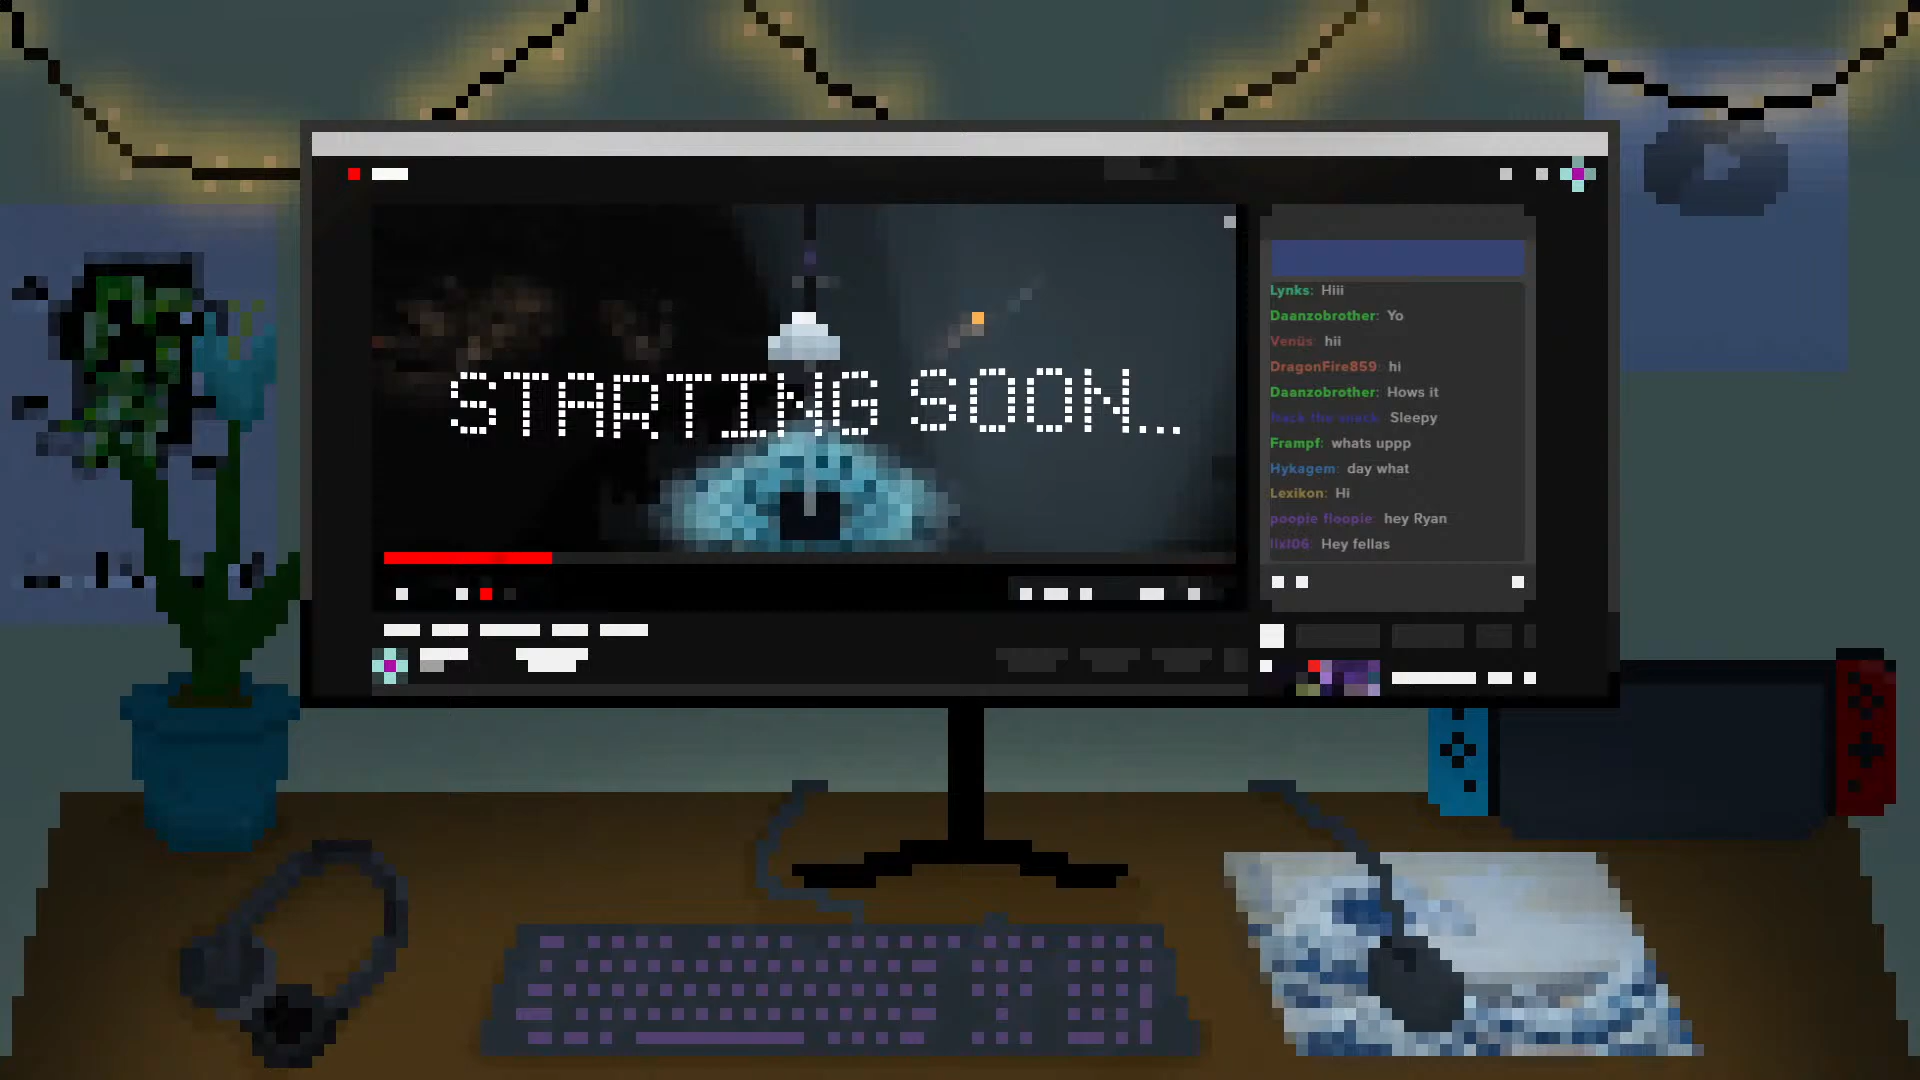 STARTING SOON...
Lynks: Hiii
Daanzobrother: Yo
Venüs: hii
DragonFire859: hi
Daanzobrother: Hows it
Sleepy
Frampf: whats uppp
Hykagem: day what
Lexikon: Hi
poopie floopie: hey Ryan
Hey fellas